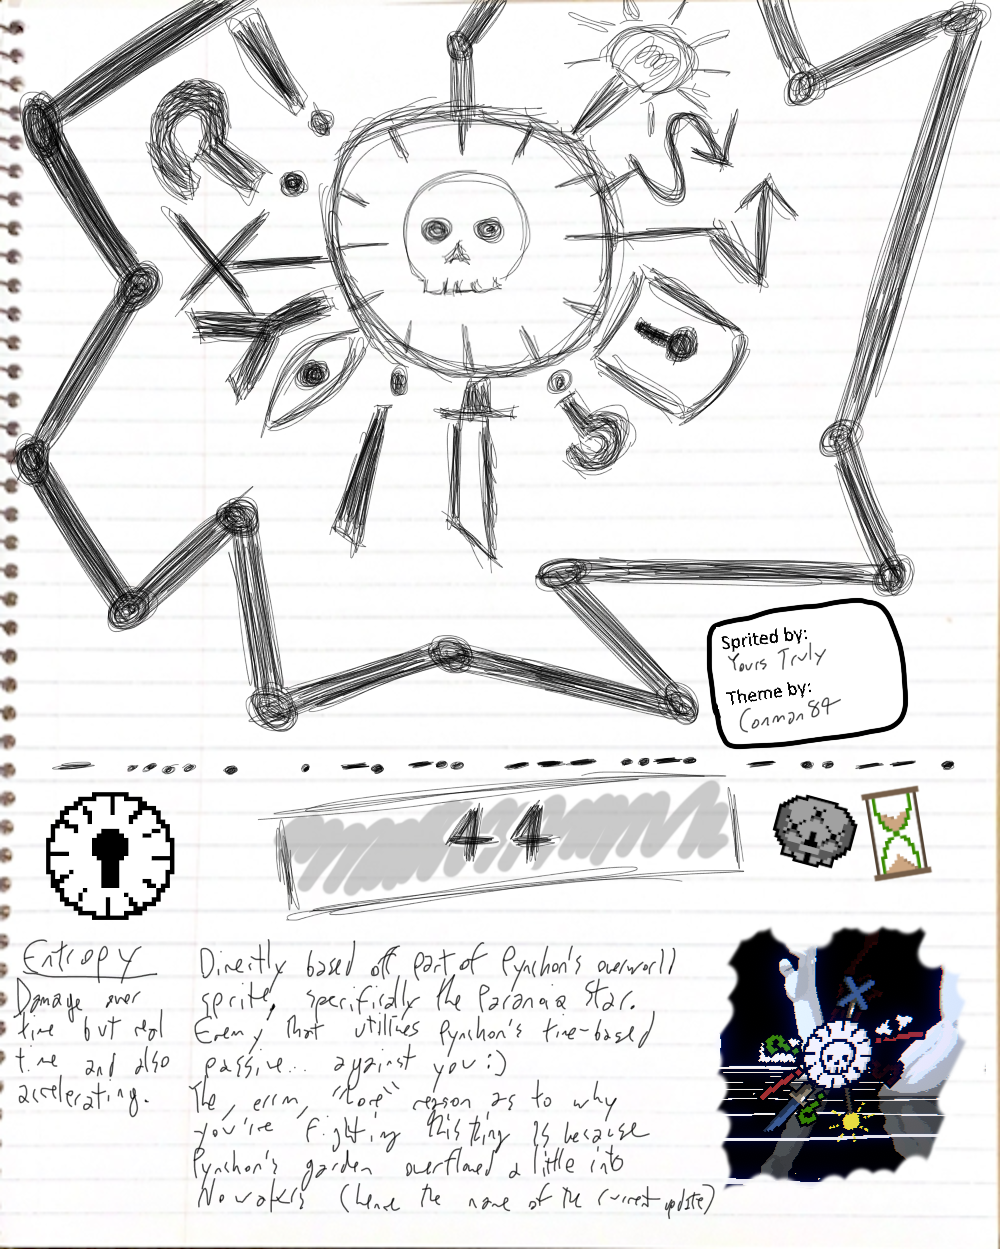 Sprited by:
Yours Truly
Theme by:
Conman84
44
Entropy
Damage over
time but real
time and also
accelerating.
Directly based off part of Pynchon's overworld
sprite, specifically the Paranoia Star.
Enemy that utilizes Pynchon's time-based
passive... against you :)
The, errm, "lore" reason as to why
you're fighting this thing is because
Pynchon's garden overflowed a little into
(hence the name of the current update)